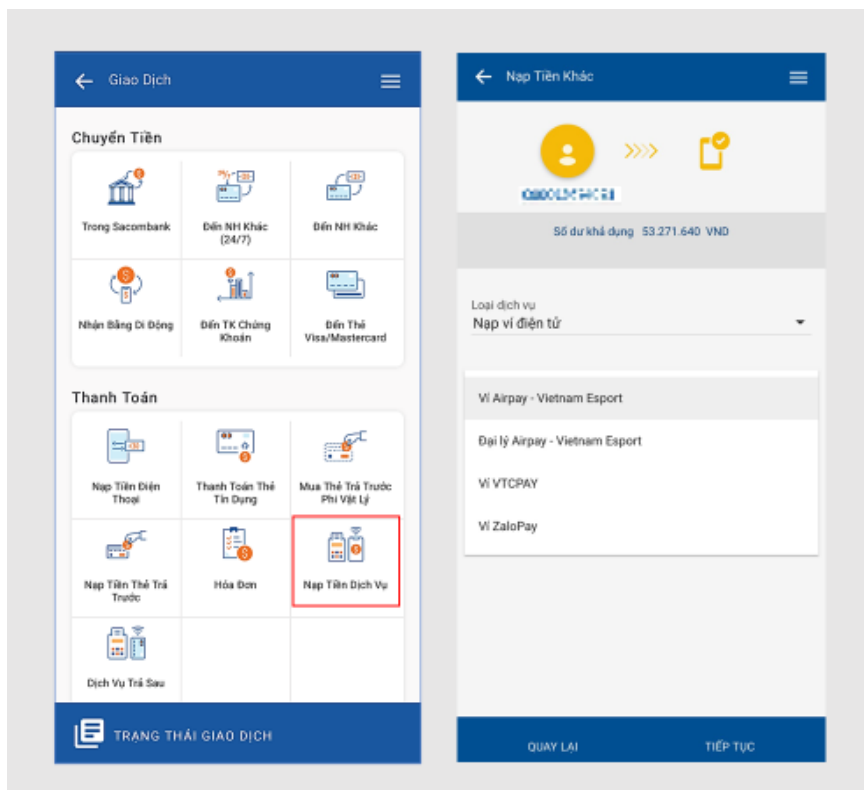 Giao Dịch
Chuyển Tiền
Trong Sacombank
Đến NH Khác
(24/7)
Đến NH Khác
Nhận Bằng Di Động
Đến TK Chứng
Khoán
Đến Thẻ
Visa/Mastercard
Thanh Toán
Nạp Tiền Điện
Thoại
Thanh Toán Thẻ
Tín Dụng
Mua Thẻ Trả Trước
Phi Vật Lý
Nạp Tiền Thẻ Trả
Trước
Hóa Đơn
Nạp Tiền Dịch Vụ
Dịch Vụ Trả Sau
TRẠNG THÁI GIAO DỊCH
Nạp Tiền Khác
Số dư khả dụng 53.271.640 VND
Loại dịch vụ
Nạp ví điện tử
Ví Airpay - Vietnam Esport
Đại lý Airpay - Vietnam Esport
Ví VTCPAY
Ví ZaloPay
QUAY LẠI
TIẾP TỤC